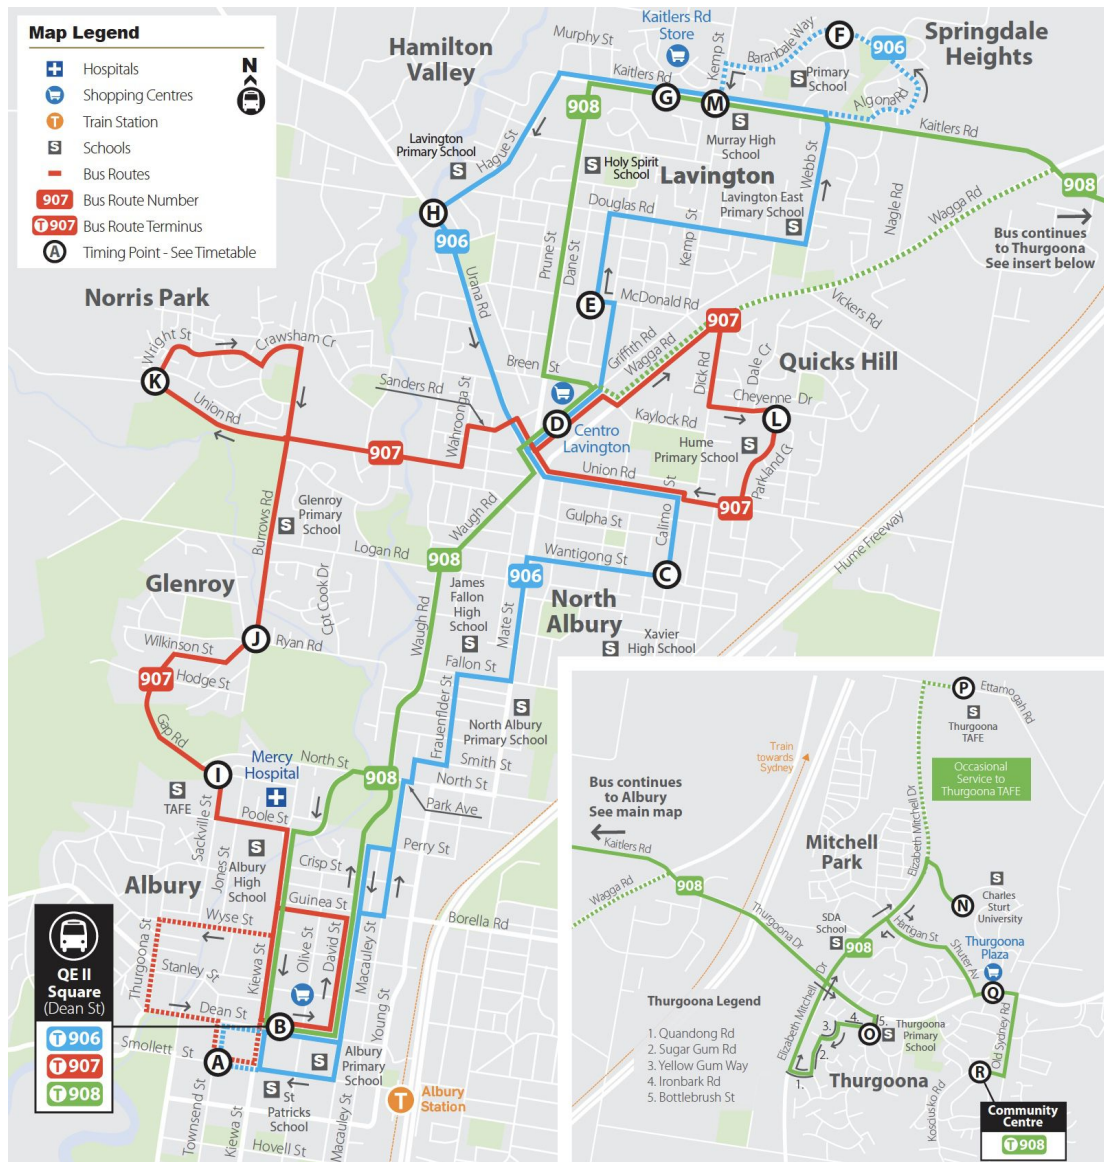 Map Legend
Hospitals
Shopping Centres
T Train Station
S Schools
Bus Routes
907 Bus Route Number
T 907 Bus Route Terminus
A Timing Point - See Timetable
N
Hamilton
Valley
Murphy St
Kaitlers Rd
Store
Kemp St
Baranbale Way
F
906
Springdale
Heights
S Primary
School
Algona Rd
Kaitlers Rd
G
M
908
Kaitlers Rd
908
Lavington
Primary School
S
Hague St
S
Murray High
School
S Holy Spirit
School
Lavington
Webb St
Lavington East
Primary School
S
Nagle Rd
Wagga Rd
Bus continues
to Thurgoona
See insert below
H
906
Douglas Rd
Kemp St
Urana Rd
Prune St
Dane St
E
McDonald Rd
Vickers Rd
Norris Park
Wright St
Crawsham Cr
K
Union Rd
Sanders Rd
Wahroonga St
Breen St
Griffith Rd
Wagga Rd
907
Dick Rd
Dale Cr
Quicks Hill
Cheyenne Dr
L
Kaylock Rd
D
Centro
Lavington
Hume
Primary School
S
Parkland Cr
907
Union Rd
907
Calimo St
Gulpha St
Waugh Rd
Glenroy
Primary
School
S
Burrows Rd
Logan Rd
908
Wantigong St
C
906
Hume Freeway
Glenroy
Cpt Cook Dr
James
Fallon
High
School
S
Waugh Rd
Mate St
North
Albury
Xavier
High School
S
J
Ryan Rd
Wilkinson St
907
Hodge St
Fallon St
Gap Rd
Frauenfilder St
S
North Albury
Primary School
I
Mercy
Hospital
North St
908
Smith St
North St
Park Ave
S
TAFE
Poole St
Sackville St
Jones St
S
Albury
High
School
Crisp St
Perry St
Albury
Guinea St
Borella Rd
Wyse St
Thurgoona St
Stanley St
Kiewa St
Olive St
David St
Macauley St
Dean St
B
Young St
QE II
Square
(Dean St)
T 906
T 907
T 908
Smollett St
A
S
Albury
Primary
School
S
St
Patricks
School
Townsend St
Kiewa St
Hovell St
Macauley St
T Albury
Station
P
Ettamogah Rd
S
Thurgoona
TAFE
Train
towards
Sydney
Occasional
Service to
Thurgoona TAFE
Bus continues
to Albury
See main map
Kaitlers Rd
Wagga Rd
908
Mitchell
Park
Elizabeth Mitchell Dr
S
Charles
Sturt
University
N
Thurgoona Dr
SDA
School
S
908
Hartigan St
Shuter Av
Thurgoona
Plaza
Q
Elizabeth Mitchell Dr
Old Sydney Rd
Thurgoona Legend
1. Quandong Rd
2. Sugar Gum Rd
3. Yellow Gum Way
4. Ironbark Rd
5. Bottlebrush St
1.
2.
3.
4.
5.
O
S
Thurgoona
Primary
School
Thurgoona
R
Kosciusko Rd
Community
Centre
T 908